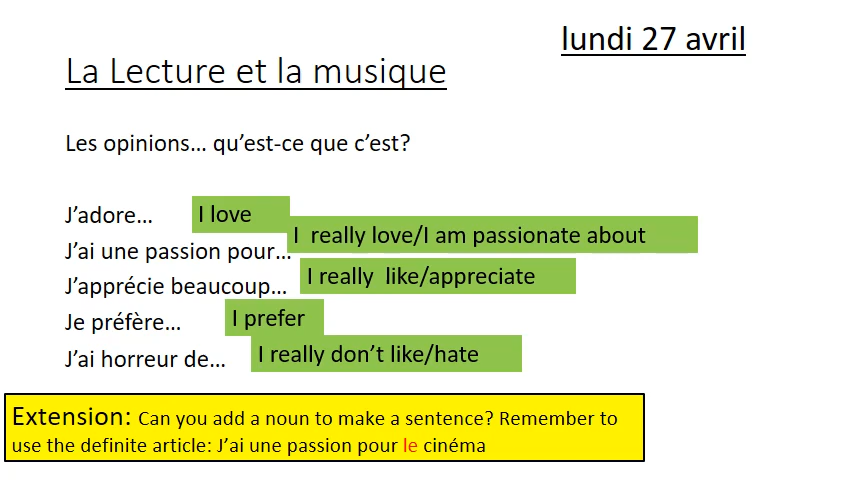 lundi 27 avril
La Lecture et la musique
Les opinions... qu’est-ce que c’est?
J’adore... I love
J’ai une passion pour... I  really love/I am passionate about
J’apprécie beaucoup... I really  like/appreciate
Je préfère... I prefer
J’ai horreur de... I really don’t like/hate
Extension: Can you add a noun to make a sentence? Remember to
use the definite article: J’ai une passion pour le cinéma